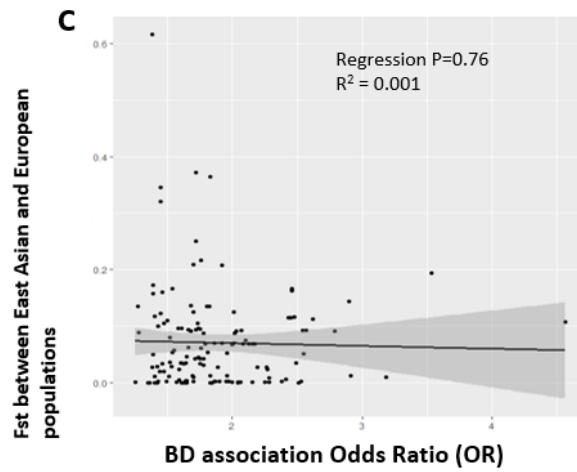 C
Regression P=0.76
R² = 0.001
Fst between East Asian and European
populations
0.6
0.4
0.2
0.0
2
3
4
BD association Odds Ratio (OR)